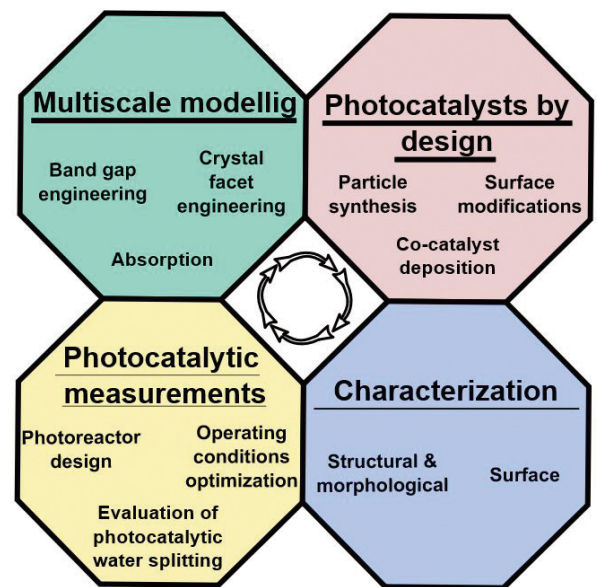 Multiscale modellig
Band gap
engineering
Crystal
facet
engineering
Absorption
Photocatalysts by
design
Particle
synthesis
Surface
modifications
Co-catalyst
deposition
Photocatalytic
measurements
Photoreactor
design
Operating
conditions
optimization
Evaluation of
photocatalytic
water splitting
Characterization
Structural &
morphological
Surface